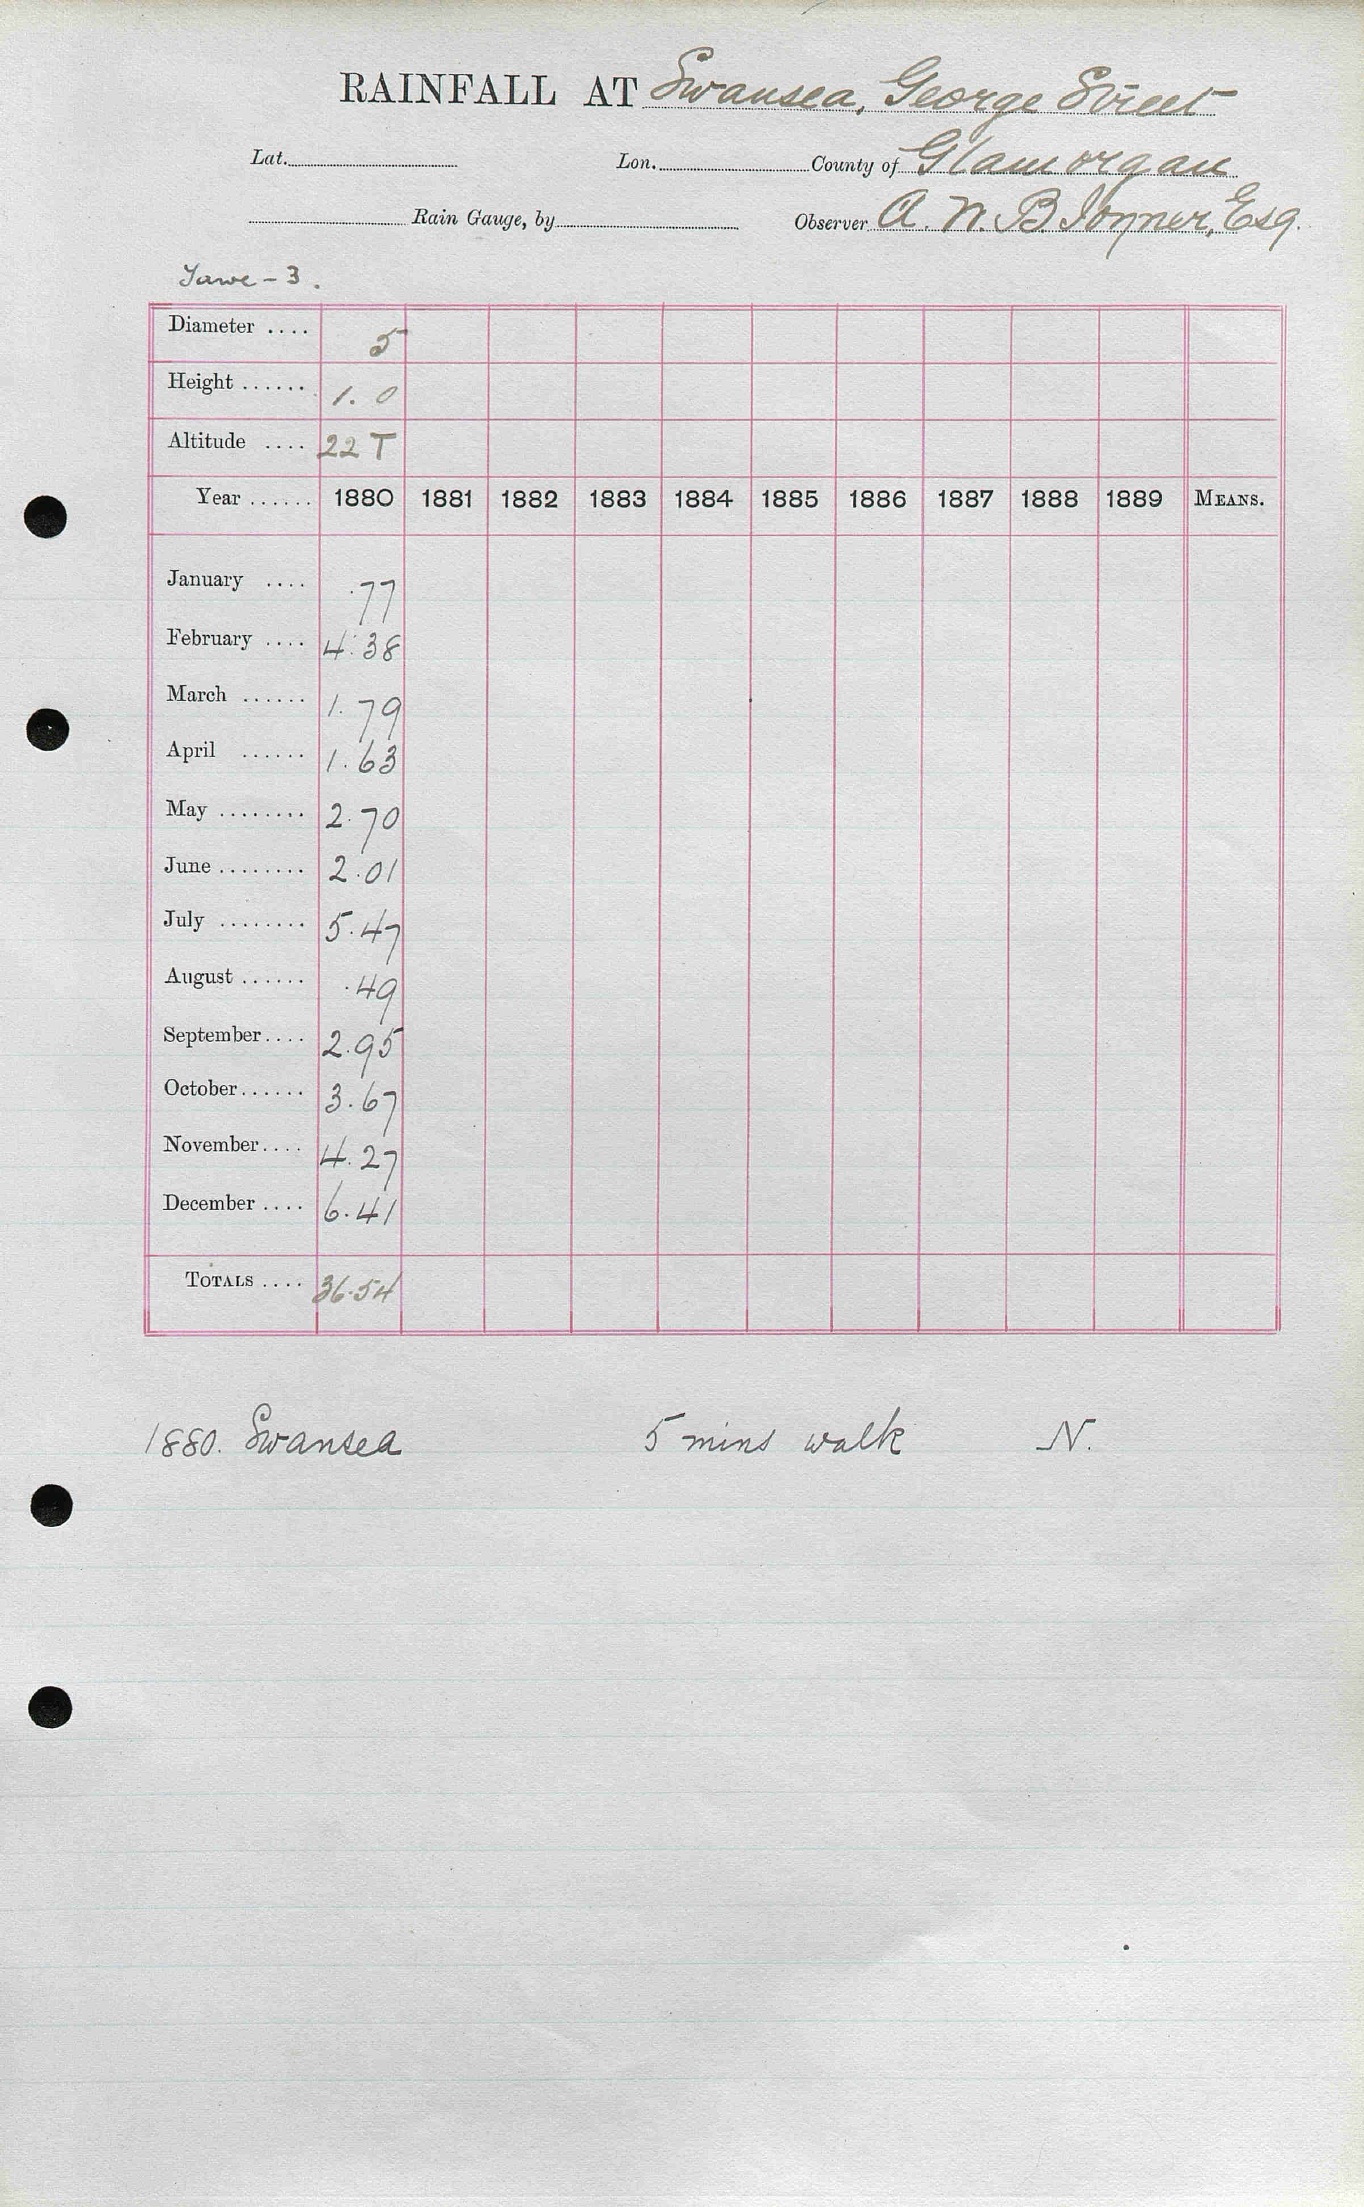 RAINFALL AT Swansea, George Street
Lat. Lon. County of Glamorgan
Rain Gauge, by Observer A. W. B. Joyner, Esq.
Tawe - 3.
Diameter .... 5
Height ...... 1. 0
Altitude .... 22 T
Year ...... 1880 1881 1882 1883 1884 1885 1886 1887 1888 1889 MEANS.
January .... .77
February .... 4.38
March ...... 1.79
April ...... 1.63
May ........ 2.70
June ........ 2.01
July ........ 5.47
August ...... .49
September .... 2.95
October ...... 3.67
November .... 4.27
December .... 6.41
TOTALS .... 36.54
1880. Swansea 5 mins walk N.